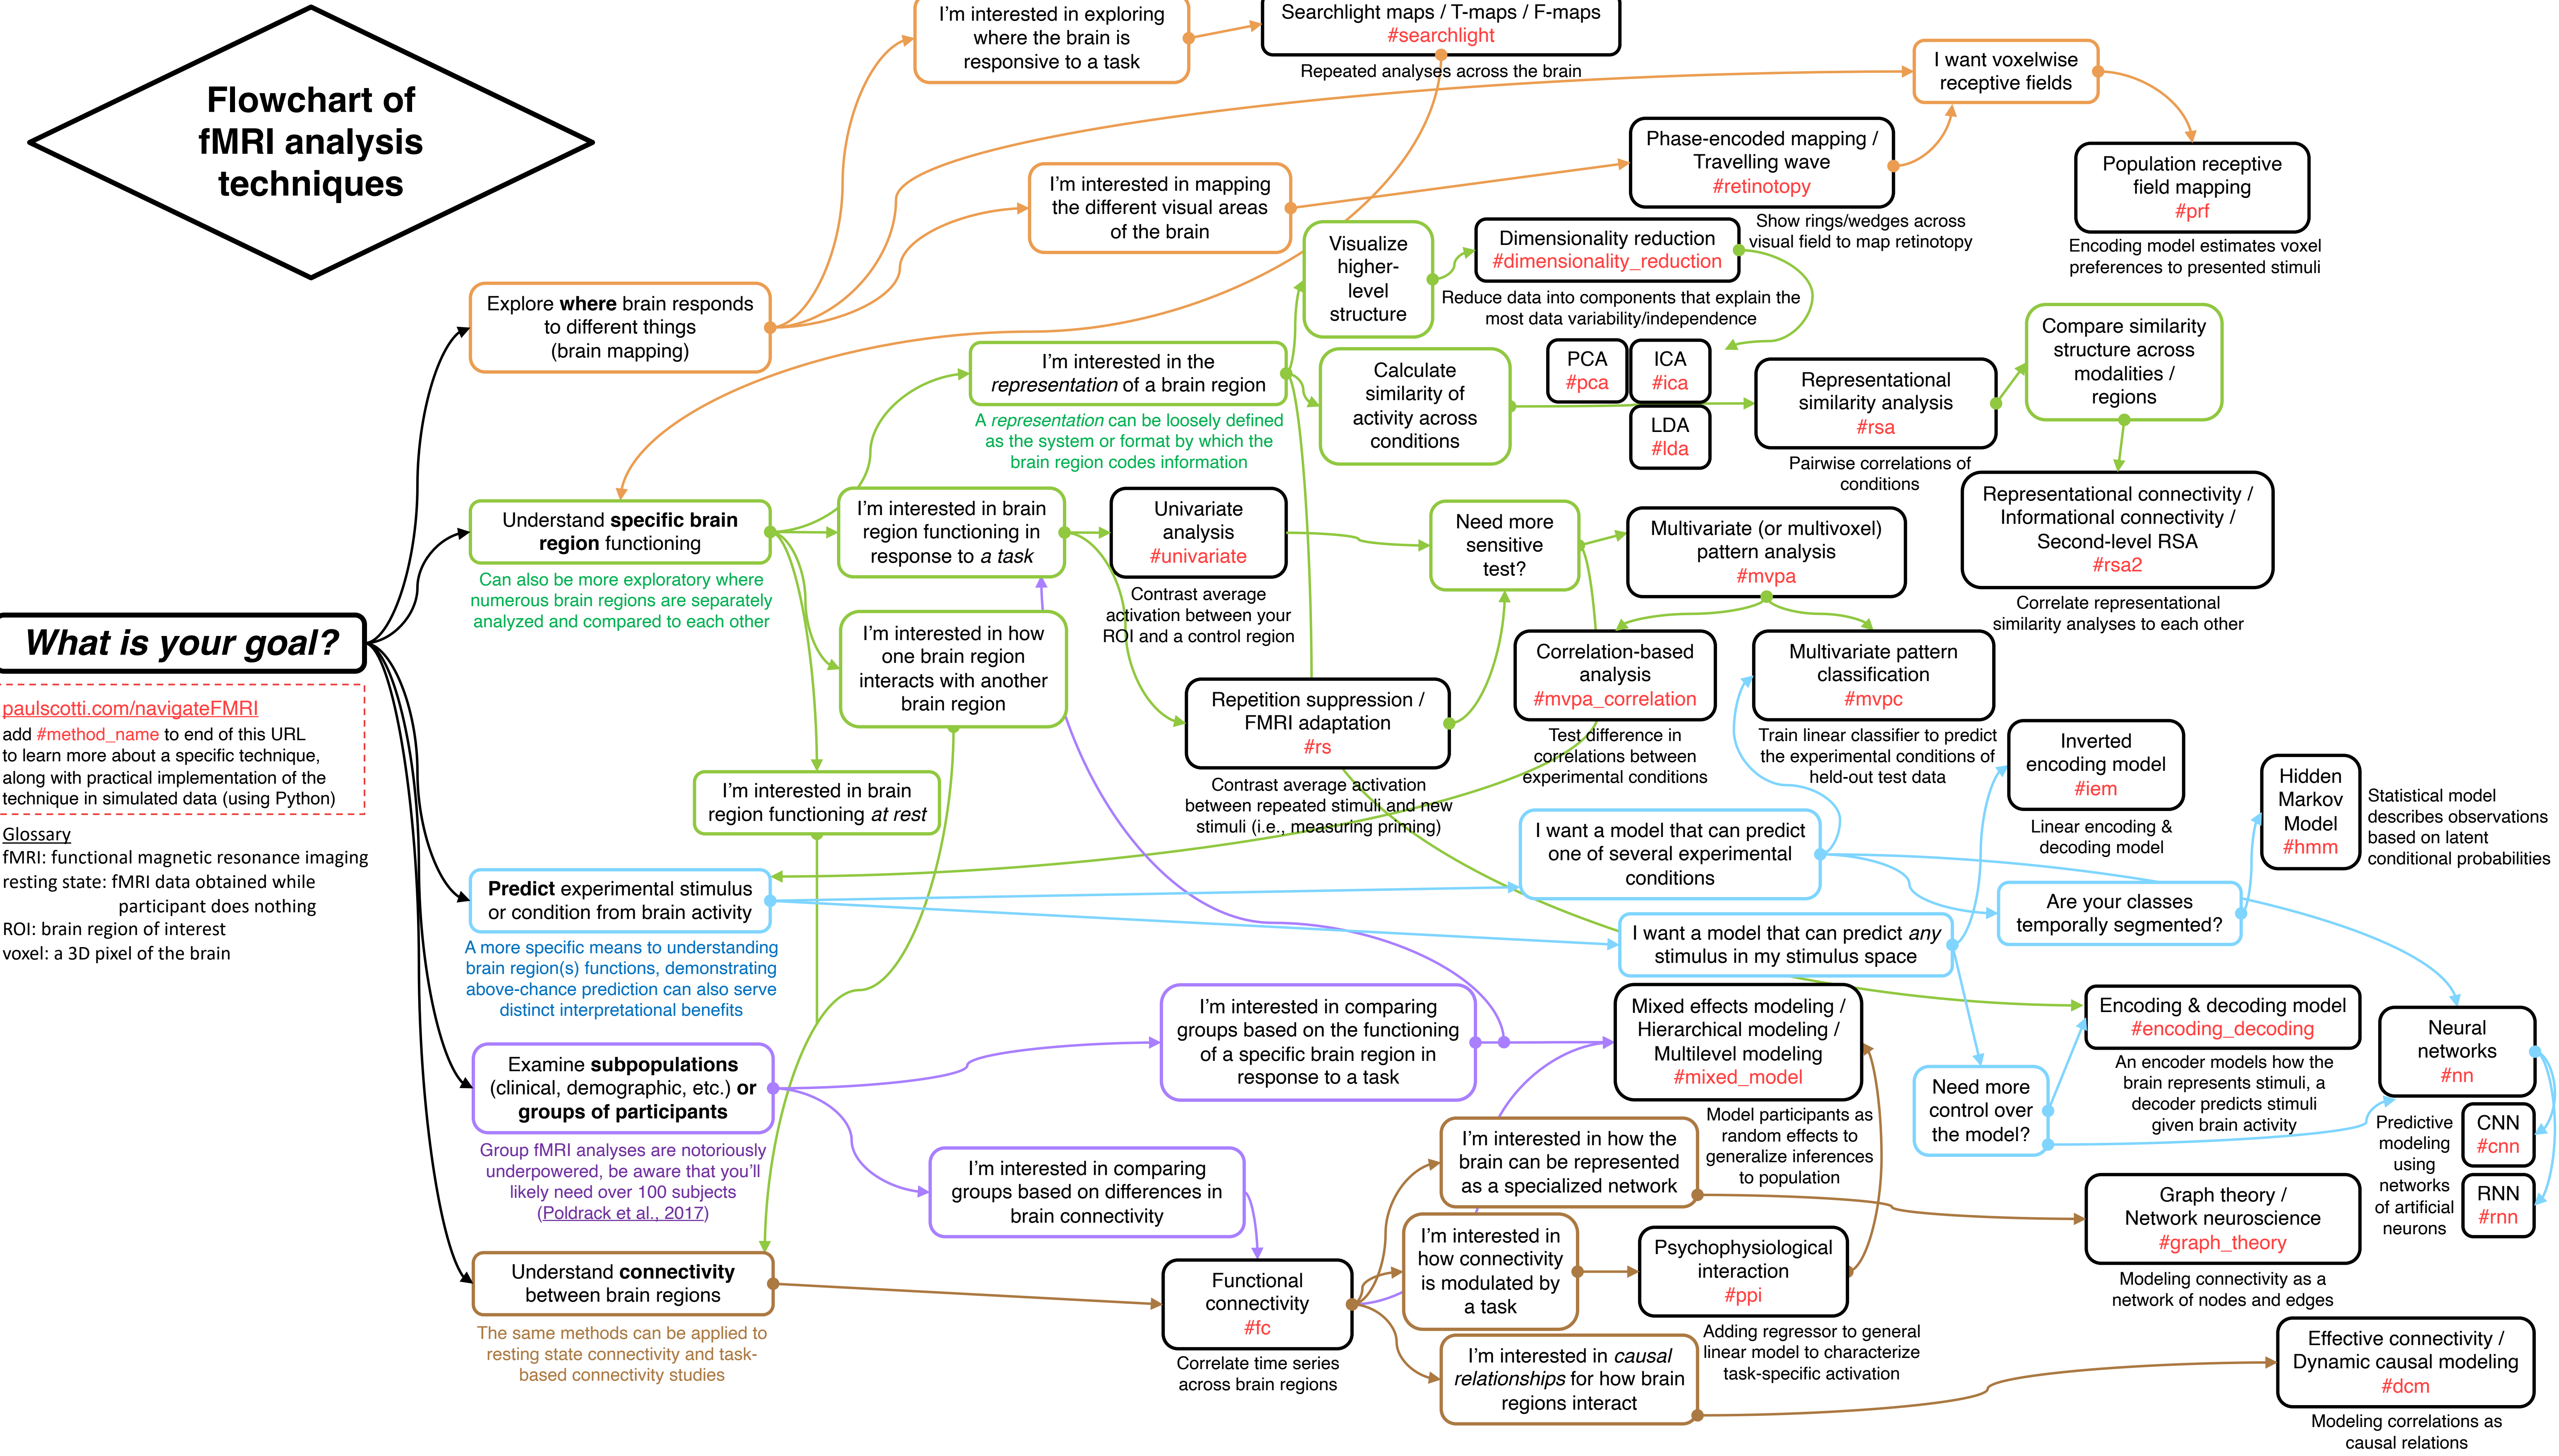 Flowchart of
fMRI analysis
techniques
I'm interested in exploring
where the brain is
responsive to a task
Searchlight maps / T-maps / F-maps
#searchlight
Repeated analyses across the brain
I want voxelwise
receptive fields
Phase-encoded mapping /
Travelling wave
#retinotopy
Show rings/wedges across
visual field to map retinotopy
Population receptive
field mapping
#prf
Encoding model estimates voxel
preferences to presented stimuli
I'm interested in mapping
the different visual areas
of the brain
Explore where brain responds
to different things
(brain mapping)
Visualize
higher-
level
structure
Dimensionality reduction
#dimensionality_reduction
Reduce data into components that explain the
most data variability/independence
PCA
#pca
ICA
#ica
LDA
#lda
I'm interested in the
representation of a brain region
A representation can be loosely defined
as the system or format by which the
brain region codes information
Calculate
similarity of
activity across
conditions
Representational
similarity analysis
#rsa
Pairwise correlations of
conditions
Compare similarity
structure across
modalities /
regions
Representational connectivity /
Informational connectivity /
Second-level RSA
#rsa2
Correlate representational
similarity analyses to each other
Understand specific brain
region functioning
Can also be more exploratory where
numerous brain regions are separately
analyzed and compared to each other
I'm interested in brain
region functioning in
response to a task
Univariate
analysis
#univariate
Contrast average
activation between your
ROI and a control region
Need more
sensitive
test?
Multivariate (or multivoxel)
pattern analysis
#mvpa
I'm interested in how
one brain region
interacts with another
brain region
Repetition suppression /
FMRI adaptation
#rs
Contrast average activation
between repeated stimuli and new
stimuli (i.e., measuring priming)
Correlation-based
analysis
#mvpa_correlation
Test difference in
correlations between
experimental conditions
Multivariate pattern
classification
#mvpc
Train linear classifier to predict
the experimental conditions of
held-out test data
Inverted
encoding model
#iem
Linear encoding &
decoding model
Hidden
Markov
Model
#hmm
Statistical model
describes observations
based on latent
conditional probabilities
What is your goal?
paulscotti.com/navigateFMRI
add #method_name to end of this URL
to learn more about a specific technique,
along with practical implementation of the
technique in simulated data (using Python)
Glossary
fMRI: functional magnetic resonance imaging
resting state: fMRI data obtained while
participant does nothing
ROI: brain region of interest
voxel: a 3D pixel of the brain
I'm interested in brain
region functioning at rest
Predict experimental stimulus
or condition from brain activity
A more specific means to understanding
brain region(s) functions, demonstrating
above-chance prediction can also serve
distinct interpretational benefits
I want a model that can predict
one of several experimental
conditions
Are your classes
temporally segmented?
I want a model that can predict any
stimulus in my stimulus space
Need more
control over
the model?
Encoding & decoding model
#encoding_decoding
An encoder models how the
brain represents stimuli, a
decoder predicts stimuli
given brain activity
Neural
networks
#nn
Predictive
modeling
using
networks
of artificial
neurons
CNN
#cnn
RNN
#rnn
Examine subpopulations
(clinical, demographic, etc.) or
groups of participants
Group fMRI analyses are notoriously
underpowered, be aware that you'll
likely need over 100 subjects
(Poldrack et al., 2017)
I'm interested in comparing
groups based on the functioning
of a specific brain region in
response to a task
Mixed effects modeling /
Hierarchical modeling /
Multilevel modeling
#mixed_model
Model participants as
random effects to
generalize inferences
to population
I'm interested in comparing
groups based on differences in
brain connectivity
Understand connectivity
between brain regions
The same methods can be applied to
resting state connectivity and task-
based connectivity studies
Functional
connectivity
#fc
Correlate time series
across brain regions
I'm interested in how the
brain can be represented
as a specialized network
I'm interested in
how connectivity
is modulated by
a task
Psychophysiological
interaction
#ppi
Adding regressor to general
linear model to characterize
task-specific activation
I'm interested in causal
relationships for how brain
regions interact
Graph theory /
Network neuroscience
#graph_theory
Modeling connectivity as a
network of nodes and edges
Effective connectivity /
Dynamic causal modeling
#dcm
Modeling correlations as
causal relations